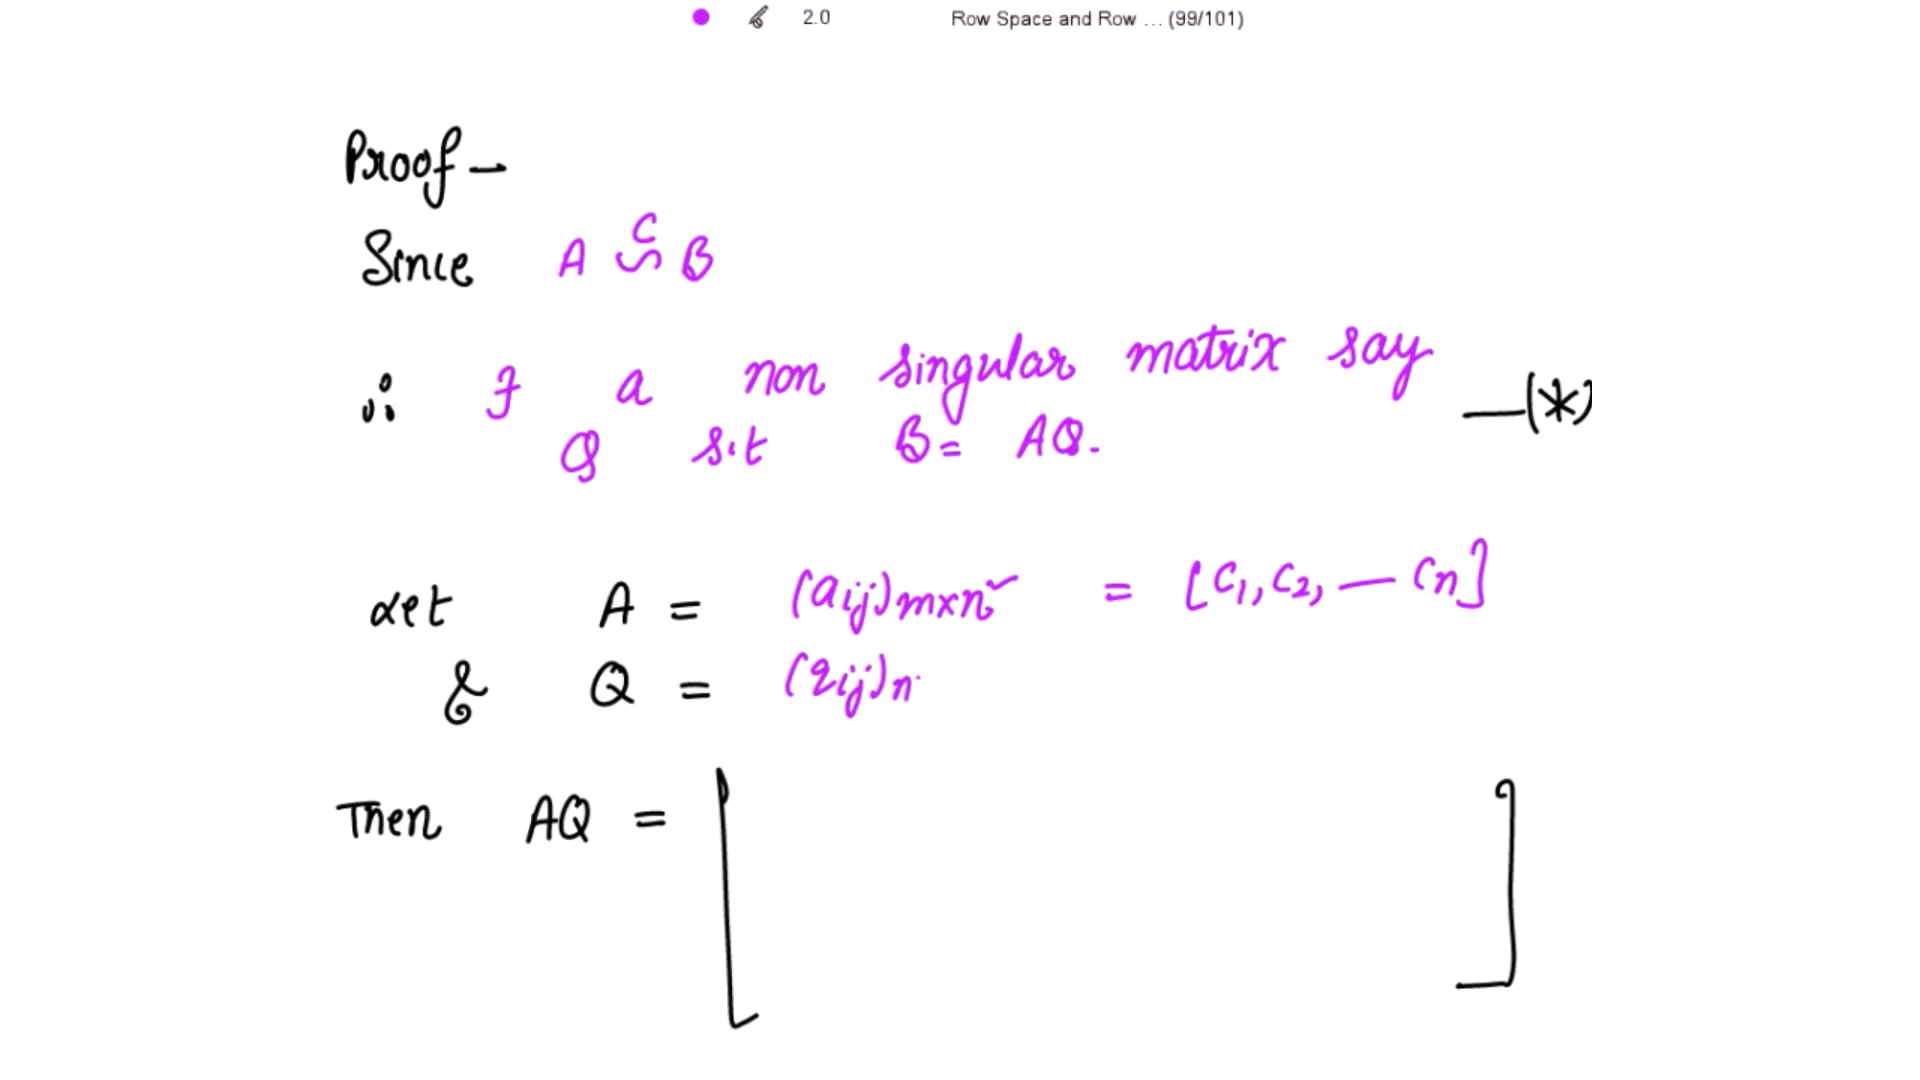 2.0 Row Space and Row ... (99/101)
Proof -
Since A C∽ B
∴ ∃ a non singular matrix say —(*)
Q s.t B = AQ.
Let A = (aij)m×n = [C1, C2, — Cn]
& Q = (qij)n
Then AQ = [ ]